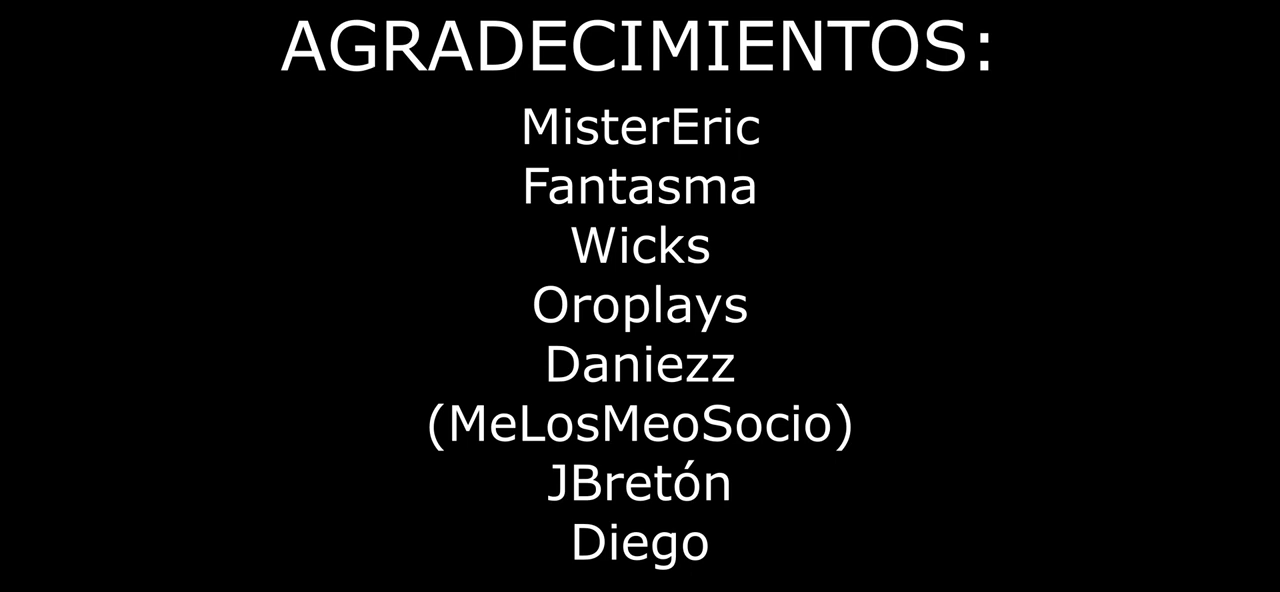 AGRADECIMIENTOS:
MisterEric
Fantasma
Wicks
Oroplays
Daniezz
(MeLosMeoSocio)
JBretón
Diego